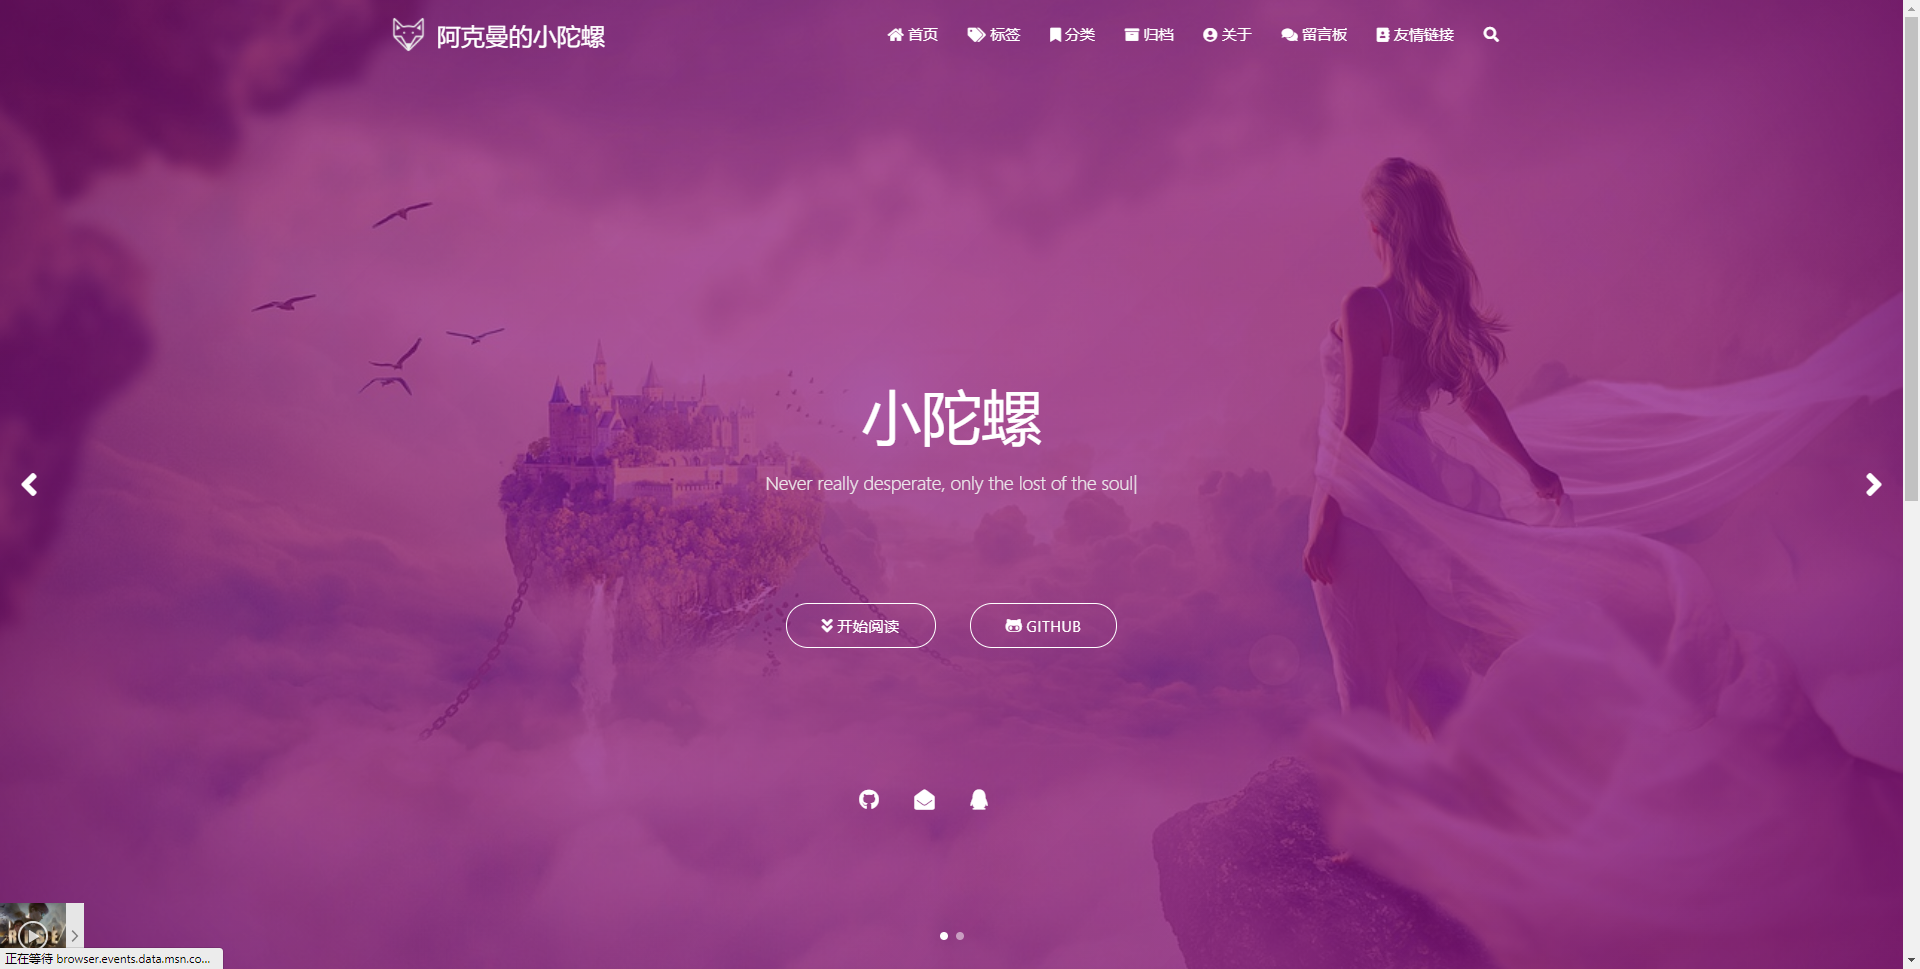 阿克曼的小陀螺
首页 标签 分类 归档 关于 留言板 友情链接
小陀螺
Never really desperate, only the lost of the soul|
开始阅读 GITHUB
RISE
正在等待 browser.events.data.msn.co...